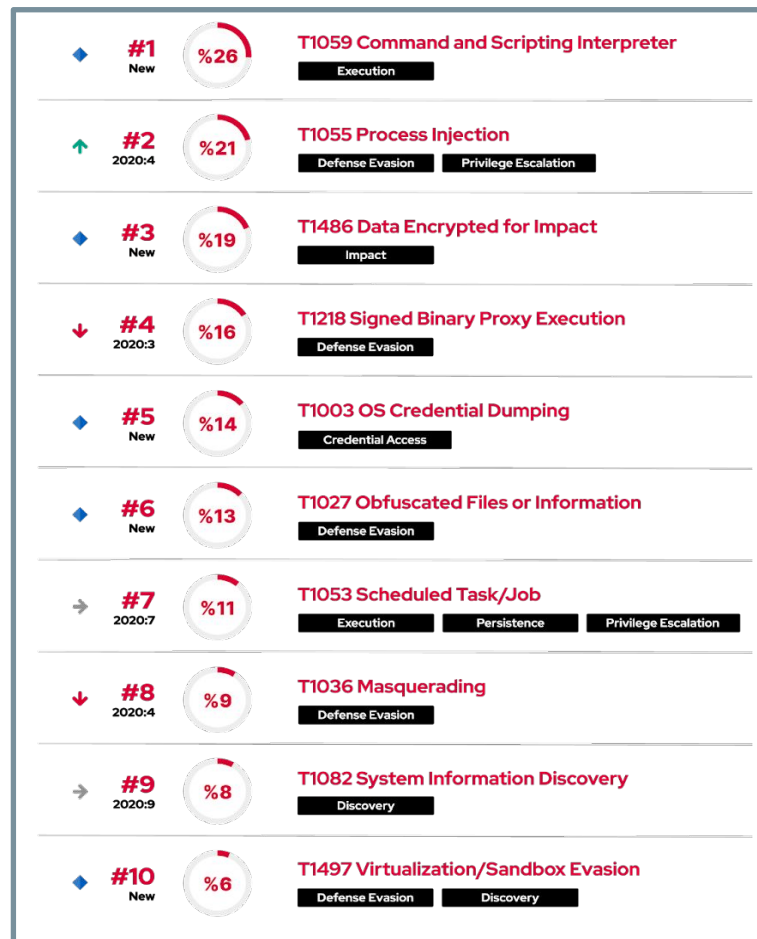 #1
New
%26
T1059 Command and Scripting Interpreter
Execution
#2
2020:4
%21
T1055 Process Injection
Defense Evasion Privilege Escalation
#3
New
%19
T1486 Data Encrypted for Impact
Impact
#4
2020:3
%16
T1218 Signed Binary Proxy Execution
Defense Evasion
#5
New
%14
T1003 OS Credential Dumping
Credential Access
#6
New
%13
T1027 Obfuscated Files or Information
Defense Evasion
#7
2020:7
%11
T1053 Scheduled Task/Job
Execution Persistence Privilege Escalation
#8
2020:4
%9
T1036 Masquerading
Defense Evasion
#9
2020:9
%8
T1082 System Information Discovery
Discovery
#10
New
%6
T1497 Virtualization/Sandbox Evasion
Defense Evasion Discovery